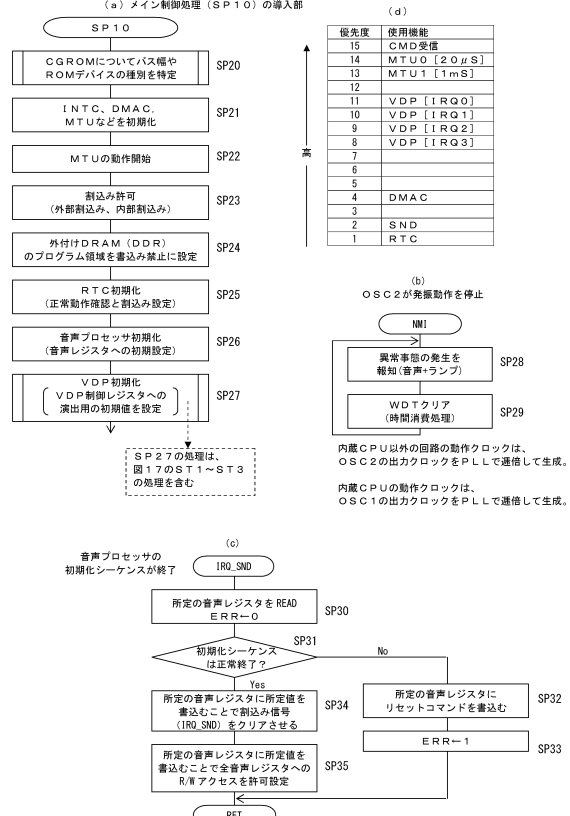 (a)メイン制御処理(SP10)の導入部
SP10
CGROMについてバス幅や
ROMデバイスの種別を特定
SP20
INTC、DMAC、
MTUなどを初期化
SP21
MTUの動作開始
SP22
割込み許可
(外部割込み、内部割込み)
SP23
外付けDRAM(DDR)
のプログラム領域を書込み禁止に設定
SP24
RTC初期化
(正常動作確認と割込み設定)
SP25
音声プロセッサ初期化
(音声レジスタへの初期設定)
SP26
VDP初期化
VDP制御レジスタへの
演出用の初期値を設定
SP27
SP27の処理は、
図17のST1~ST3
の処理を含む
(d)
高
優先度 使用機能
15 CMD受信
14 MTU0[20μS]
13 MTU1[1mS]
12
11 VDP[IRQ0]
10 VDP[IRQ1]
9 VDP[IRQ2]
8 VDP[IRQ3]
7
6
5
4 DMAC
3
2 SND
1 RTC
(b)
OSC2が発振動作を停止
NMI
異常事態の発生を
報知(音声+ランプ)
SP28
WDTクリア
(時間消費処理)
SP29
内蔵CPU以外の回路の動作クロックは、
OSC2の出力クロックをPLLで逓倍して生成。
内蔵CPUの動作クロックは、
OSC1の出力クロックをPLLで逓倍して生成。
(c)
音声プロセッサの
初期化シーケンスが終了
IRQ_SND
所定の音声レジスタをREAD
ERR←0
SP30
初期化シーケンス
は正常終了?
SP31
No
Yes
所定の音声レジスタに所定値を
書込むことで割込み信号
(IRQ_SND)をクリアさせる
SP34
所定の音声レジスタに
リセットコマンドを書込む
SP32
ERR←1
SP33
所定の音声レジスタに所定値を
書込むことで全音声レジスタへの
R/Wアクセスを許可設定
SP35
RET